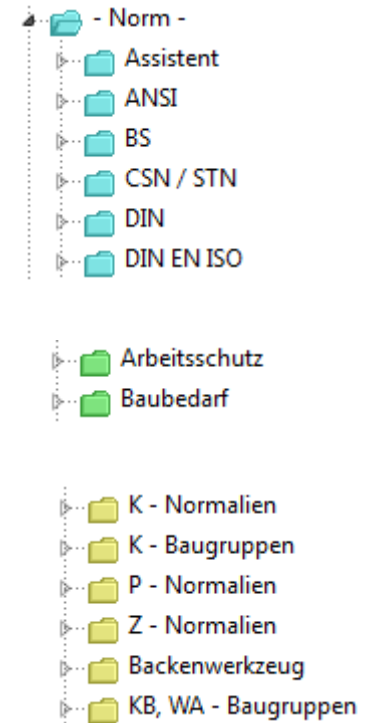 - Norm -
Assistent
ANSI
BS
CSN / STN
DIN
DIN EN ISO
Arbeitsschutz
Baubedarf
K - Normalien
K - Baugruppen
P - Normalien
Z - Normalien
Backenwerkzeug
KB, WA - Baugruppen